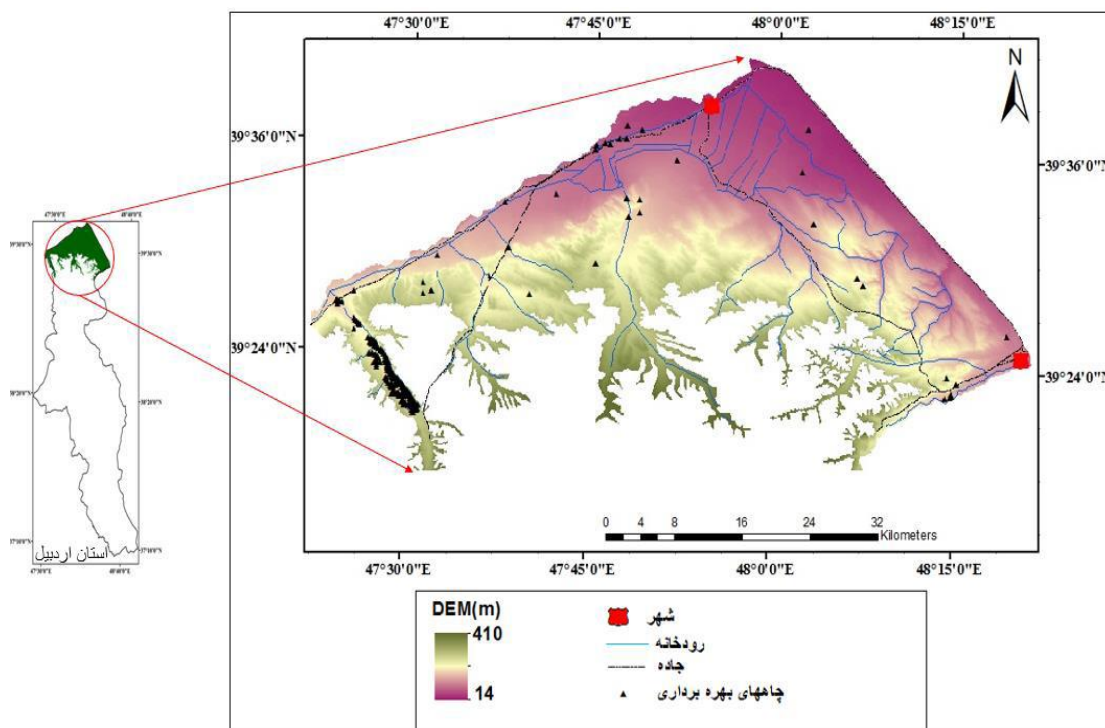 47°30'0"E 47°45'0"E 48°0'0"E 48°15'0"E
N
39°36'0"N 39°36'0"N
39°24'0"N 39°24'0"N
استان اردبیل
0 4 8 16 24 32
Kilometers
47°30'0"E 47°45'0"E 48°0'0"E 48°15'0"E
DEM(m)
410
14
شهر
رودخانه
جاده
چاههای بهره برداری